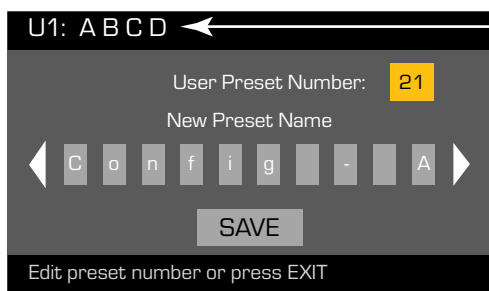 U1: A B C D
User Preset Number: 21
New Preset Name
C o n f i g - A
SAVE
Edit preset number or press EXIT